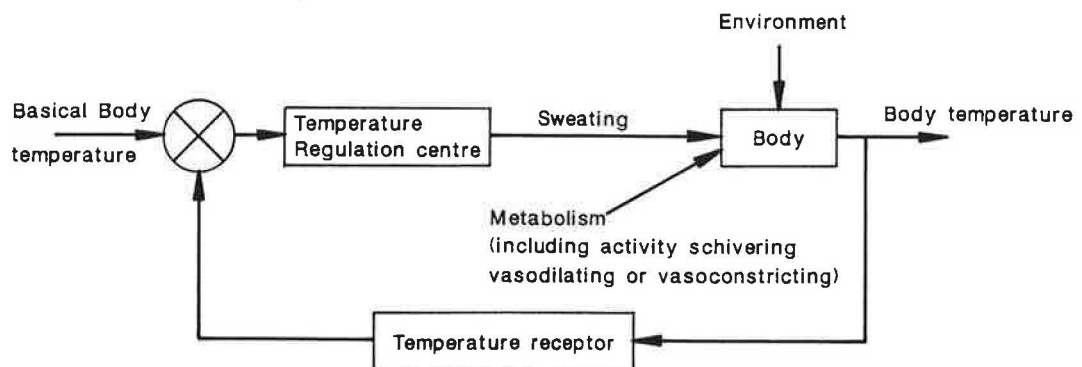 Environment
Basical Body
temperature
Temperature
Regulation centre
Sweating
Body
Body temperature
Metabolism
(including activity schivering
vasodilating or vasoconstricting)
Temperature receptor